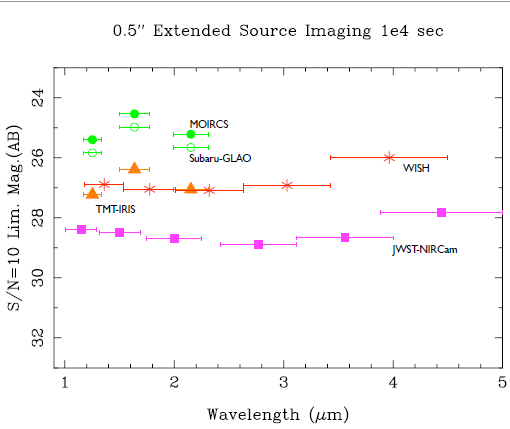 0.5" Extended Source Imaging 1e4 sec
S/N=10 Lim. Mag.(AB)
24
26
28
30
32
MOIRCS
Subaru-GLAO
WISH
TMT-IRIS
JWST-NIRCam
1
2
3
4
5
Wavelength (μm)